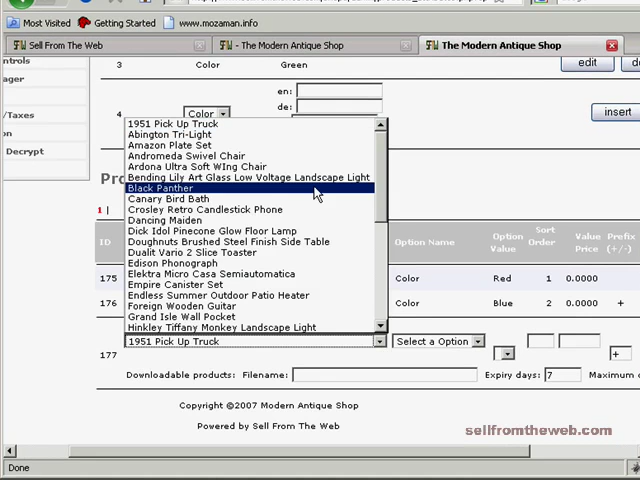 Most Visited Getting Started www.mozaman.info
Sell From The Web - The Modern Antique Shop The Modern Antique Shop
3 Color Green edit
4 Color en:
de:
insert
/Taxes
Decrypt
1951 Pick Up Truck
Abington Tri-Light
Amazon Plate Set
Andromeda Swivel Chair
Ardona Ultra Soft WIng Chair
Bending Lily Art Glass Low Voltage Landscape Light
Black Panther
Canary Bird Bath
Crosley Retro Candlestick Phone
Dancing Maiden
Dick Idol Pinecone Glow Floor Lamp
Doughnuts Brushed Steel Finish Side Table
Dualit Vario 2 Slice Toaster
Edison Phonograph
Elektra Micro Casa Semiautomatica
Empire Canister Set
Endless Summer Outdoor Patio Heater
Foreign Wooden Guitar
Grand Isle Wall Pocket
Hinkley Tiffany Monkey Landscape Light
1 |
ID Option Name Option Value Sort Order Value Price Prefix
175 Color Red 1 0.0000
176 Color Blue 2 0.0000 +
177 1951 Pick Up Truck Select a Option +
Downloadable products: Filename: Expiry days: 7 Maximum
Copyright ©2007 Modern Antique Shop
Powered by Sell From The Web
sellfromtheweb.com
Done